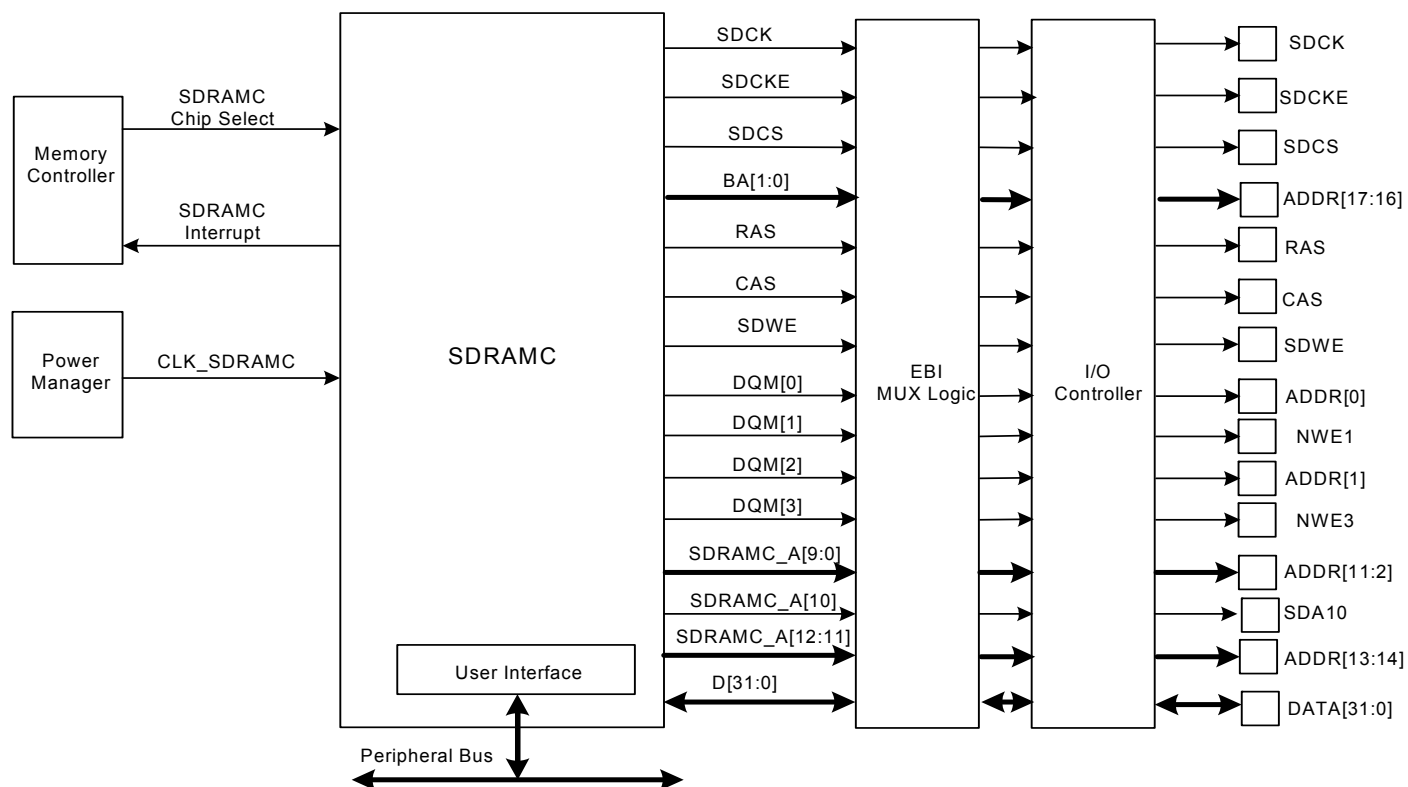 SDRAMC
Chip Select
Memory
Controller
SDRAMC
Interrupt
Power
Manager
CLK_SDRAMC
SDRAMC
User Interface
Peripheral Bus
SDCK
SDCKE
SDCS
BA[1:0]
RAS
CAS
SDWE
DQM[0]
DQM[1]
DQM[2]
DQM[3]
SDRAMC_A[9:0]
SDRAMC_A[10]
SDRAMC_A[12:11]
D[31:0]
EBI
MUX Logic
I/O
Controller
SDCK
SDCKE
SDCS
ADDR[17:16]
RAS
CAS
SDWE
ADDR[0]
NWE1
ADDR[1]
NWE3
ADDR[11:2]
SDA10
ADDR[13:14]
DATA[31:0]